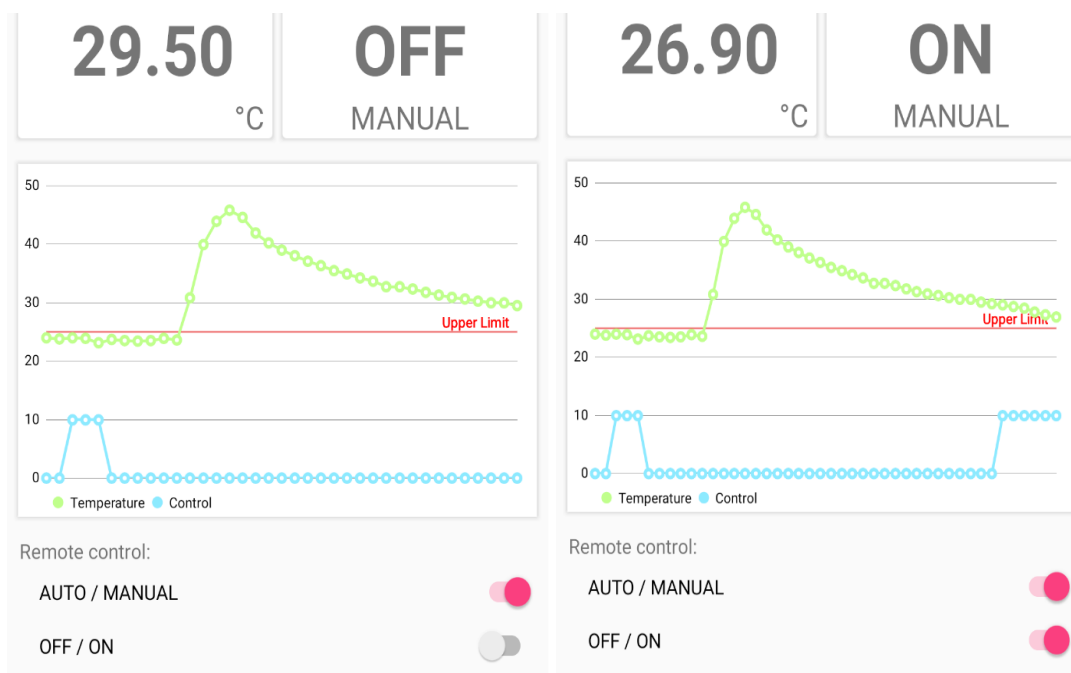 29.50
°C
OFF
MANUAL
50
40
30
Upper Limit
20
10
0
Temperature Control
Remote control:
AUTO / MANUAL
OFF / ON
26.90
°C
ON
MANUAL
50
40
30
Upper Limit
20
10
0
Temperature Control
Remote control:
AUTO / MANUAL
OFF / ON